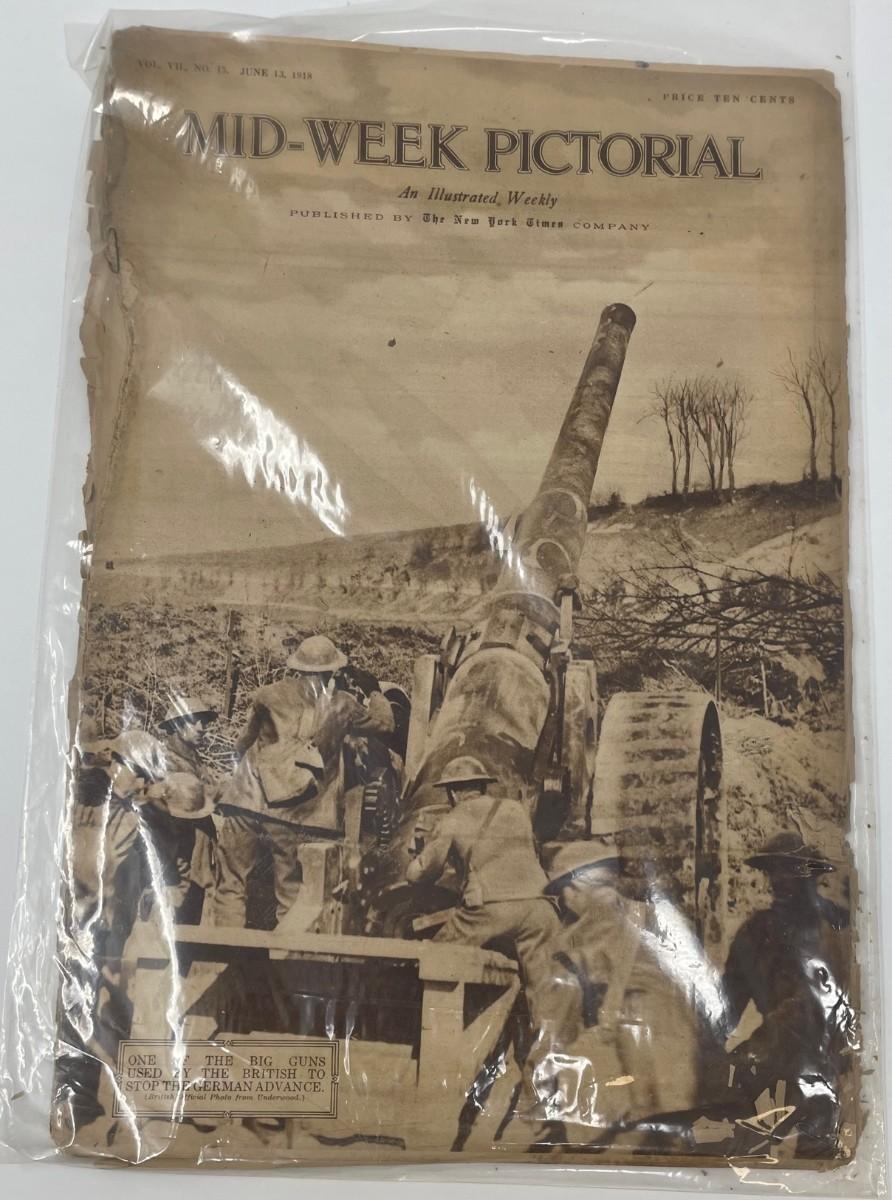 VOL. VII., NO. 15. JUNE 13, 1918
PRICE TEN CENTS
MID-WEEK PICTORIAL
An Illustrated Weekly
PUBLISHED BY The New York Times COMPANY
ONE OF THE BIG GUNS
USED BY THE BRITISH TO
STOP THE GERMAN ADVANCE.
(British Official Photo from Underwood.)